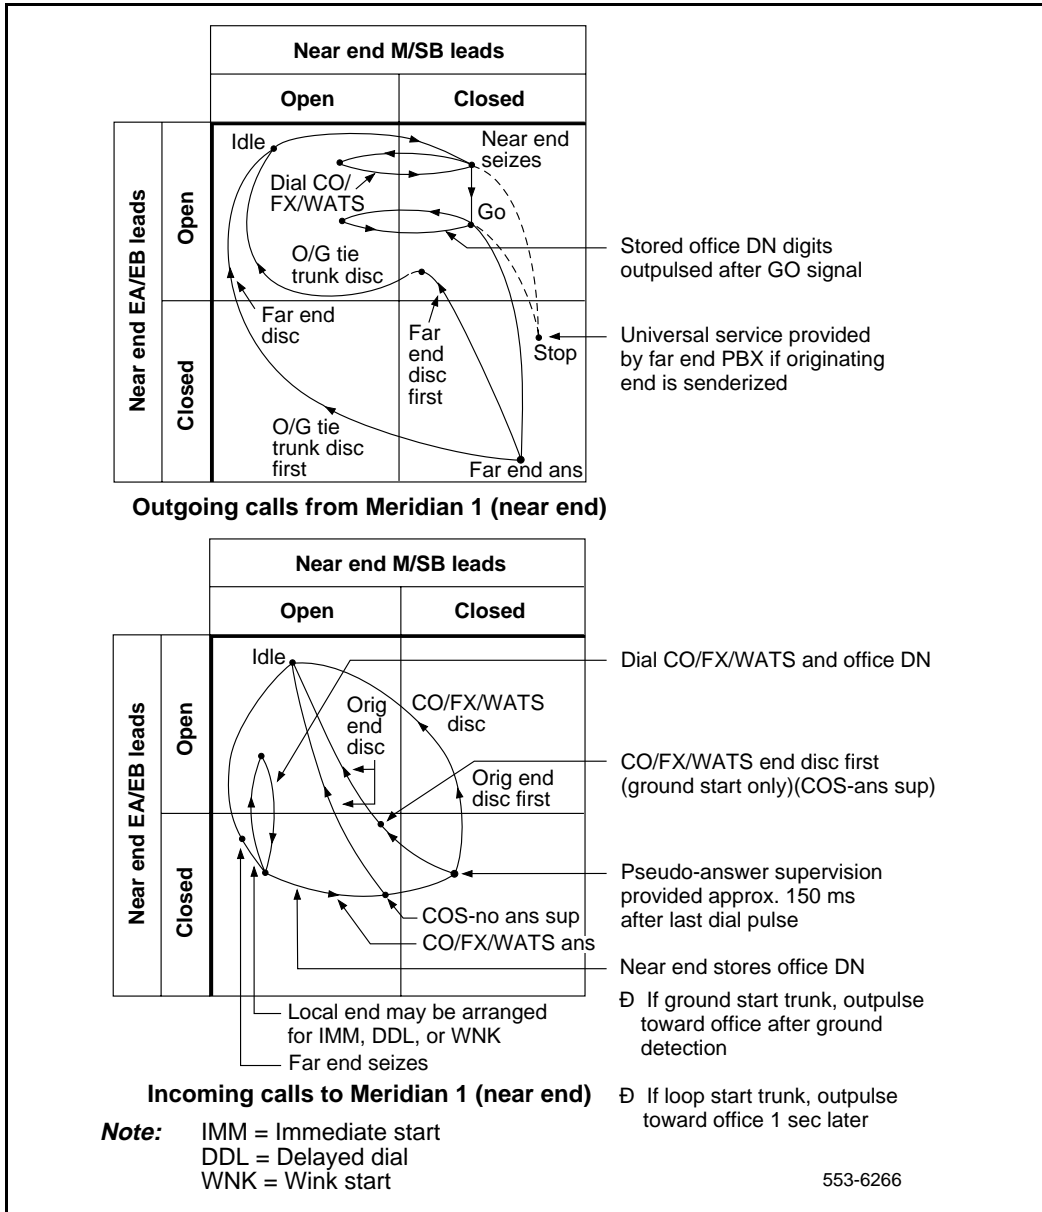 Near end M/SB leads
Open
Closed
Near end EA/EB leads
Open
Closed
Idle
Near end
seizes
Dial CO/
FX/WATS
Go
O/G tie
trunk disc
Stored office DN digits
outpulsed after GO signal
Far end
disc
Far
end
disc
first
Stop
Universal service provided
by far end PBX if originating
end is senderized
O/G tie
trunk disc
first
Far end ans
Outgoing calls from Meridian 1 (near end)
Near end M/SB leads
Open
Closed
Near end EA/EB leads
Open
Closed
Idle
Dial CO/FX/WATS and office DN
Orig
end
disc
CO/FX/WATS
disc
Orig end
disc first
CO/FX/WATS end disc first
(ground start only)(COS-ans sup)
Pseudo-answer supervision
provided approx. 150 ms
after last dial pulse
COS-no ans sup
CO/FX/WATS ans
Near end stores office DN
Ð If ground start trunk, outpulse
toward office after ground
detection
Local end may be arranged
for IMM, DDL, or WNK
Far end seizes
Incoming calls to Meridian 1 (near end)
Ð If loop start trunk, outpulse
toward office 1 sec later
Note: IMM = Immediate start
DDL = Delayed dial
WNK = Wink start
553-6266